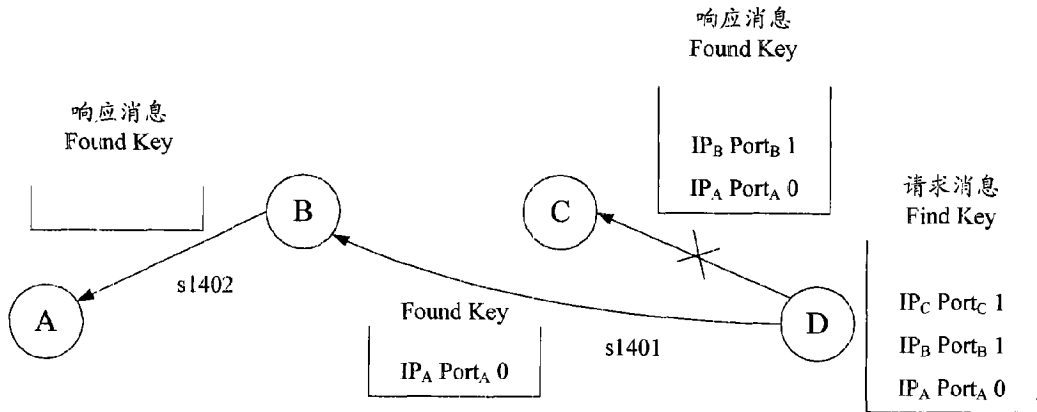 响应消息
Found Key
响应消息
Found Key
IP_B Port_B 1
IP_A Port_A 0
请求消息
Find Key
B
C
s1402
A
Found Key
s1401
D
IP_C Port_C 1
IP_B Port_B 1
IP_A Port_A 0
IP_A Port_A 0